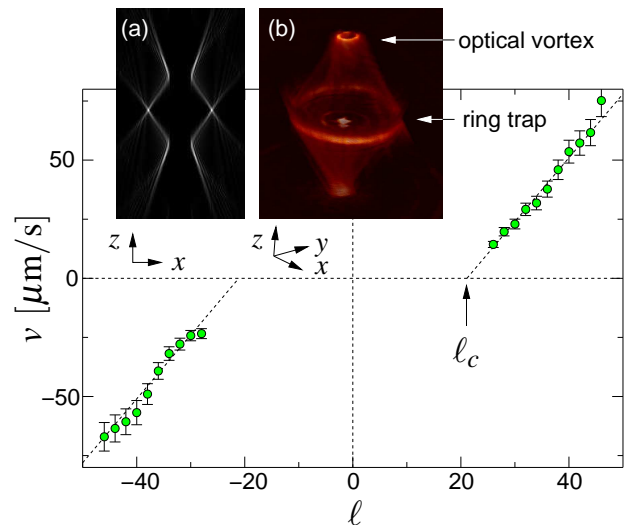 (a)
(b)
optical vortex
ring trap
z
x
z
y
x
v [μm/s]
50
0
−50
ℓc
−40
−20
0
20
40
ℓ